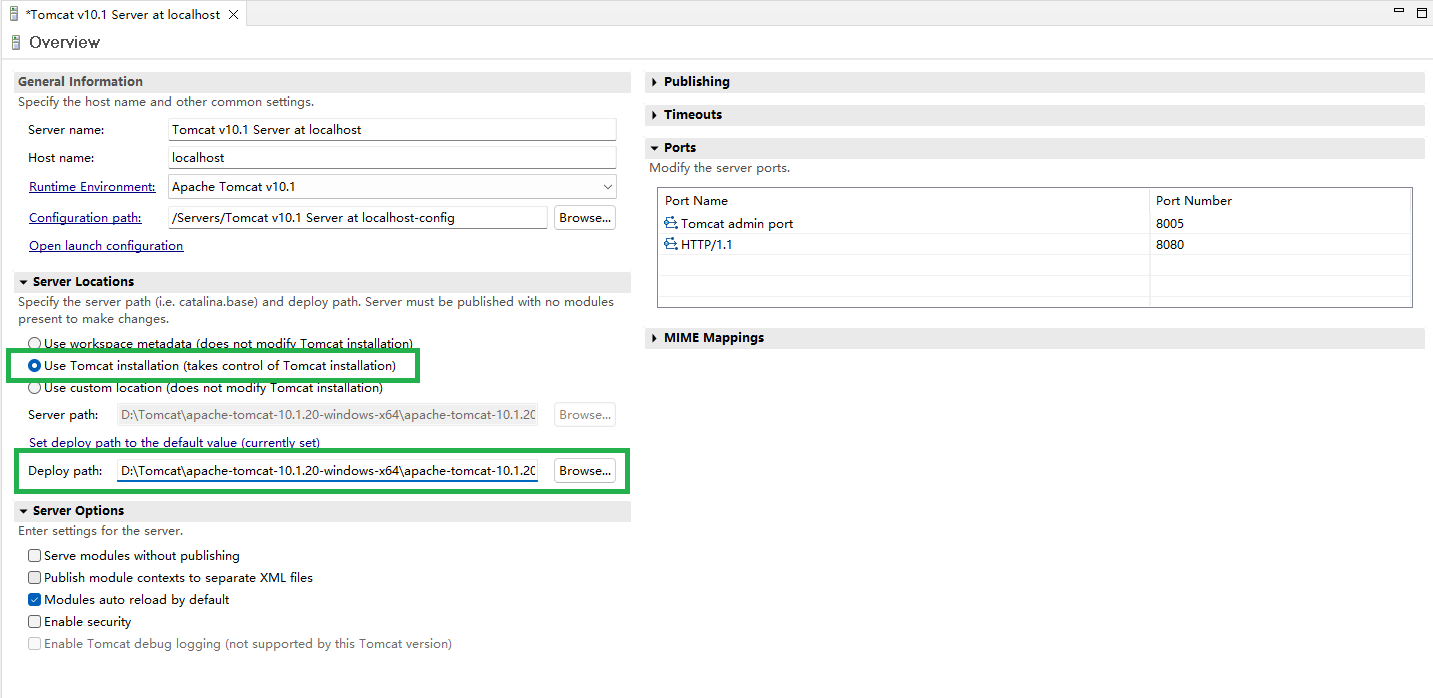 *Tomcat v10.1 Server at localhost
Overview
General Information
Specify the host name and other common settings.
Server name:
Tomcat v10.1 Server at localhost
Host name:
localhost
Runtime Environment:
Apache Tomcat v10.1
Configuration path:
/Servers/Tomcat v10.1 Server at localhost-config
Browse...
Open launch configuration
Server Locations
Specify the server path (i.e. catalina.base) and deploy path. Server must be published with no modules
present to make changes.
Use workspace metadata (does not modify Tomcat installation)
Use Tomcat installation (takes control of Tomcat installation)
Use custom location (does not modify Tomcat installation)
Server path:
D:\Tomcat\apache-tomcat-10.1.20-windows-x64\apache-tomcat-10.1.20
Browse...
Set deploy path to the default value (currently set)
Deploy path:
D:\Tomcat\apache-tomcat-10.1.20-windows-x64\apache-tomcat-10.1.20
Browse...
Server Options
Enter settings for the server.
Serve modules without publishing
Publish module contexts to separate XML files
Modules auto reload by default
Enable security
Enable Tomcat debug logging (not supported by this Tomcat version)
Publishing
Timeouts
Ports
Modify the server ports.
Port Name
Port Number
Tomcat admin port
8005
HTTP/1.1
8080
MIME Mappings